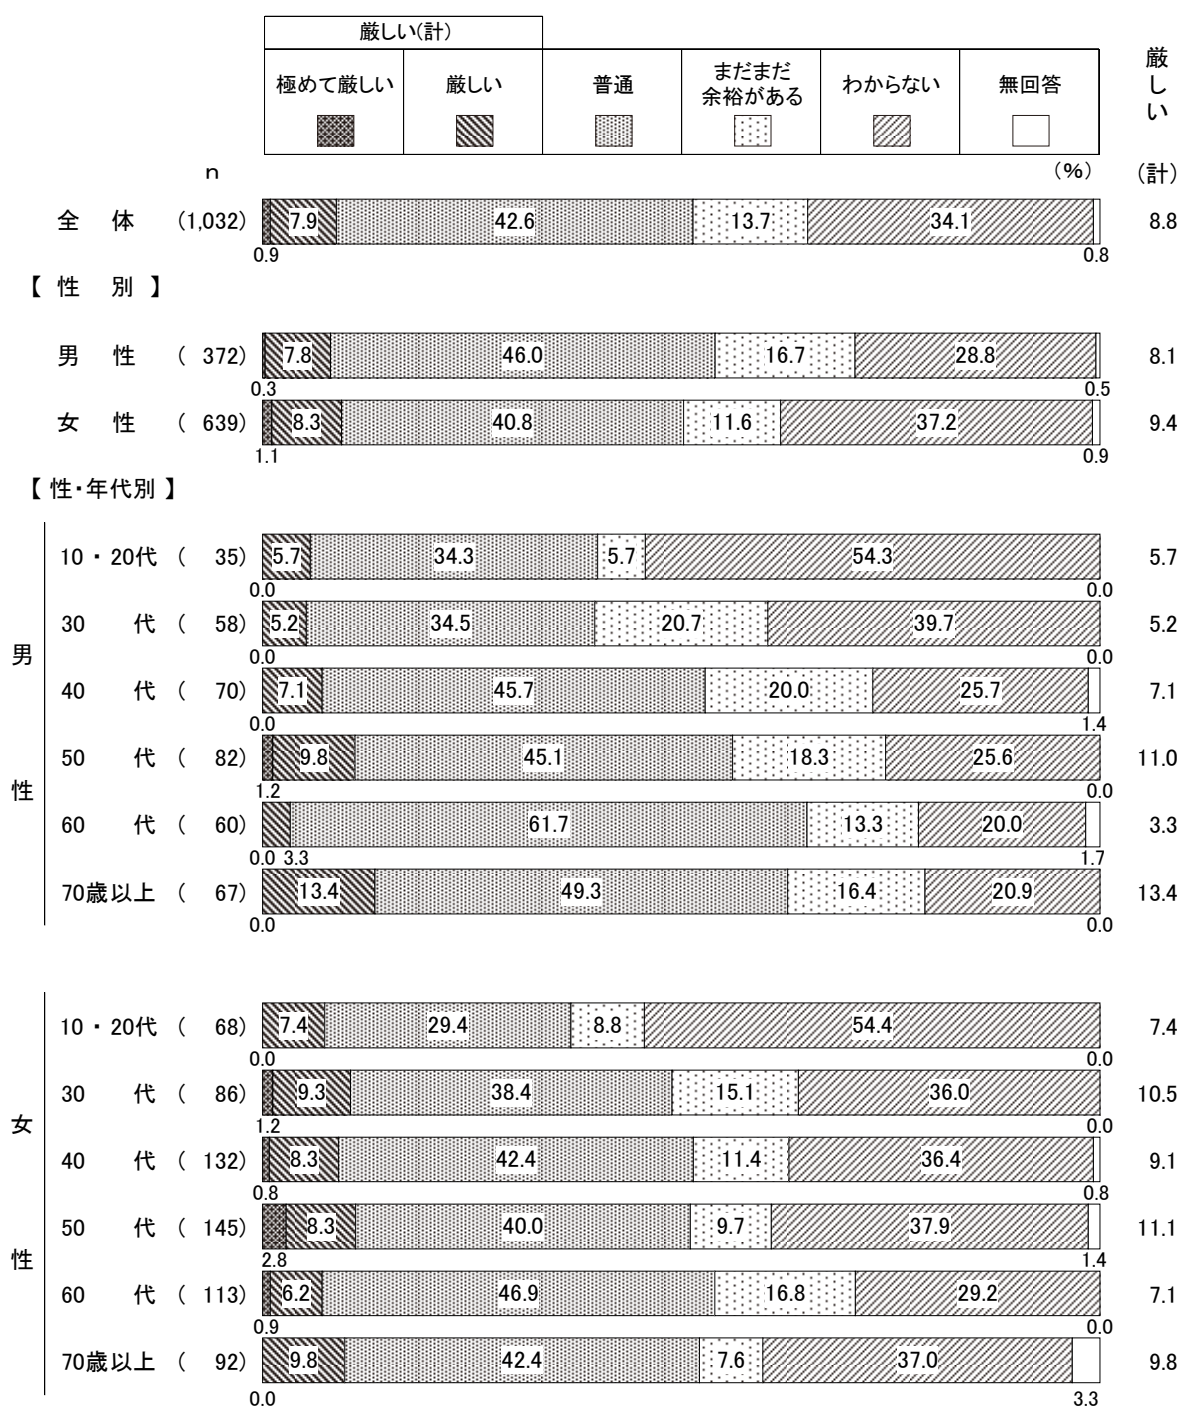 厳しい(計)
極めて厳しい 厳しい 普通 まだまだ余裕がある わからない 無回答 厳しい(計)
n (%)
全 体 (1,032) 7.9 42.6 13.7 34.1 8.8
0.9 0.8
【 性 別 】
男 性 ( 372) 7.8 46.0 16.7 28.8 8.1
0.3 0.5
女 性 ( 639) 8.3 40.8 11.6 37.2 9.4
1.1 0.9
【 性・年代別 】
男性
10・20代 ( 35) 5.7 34.3 5.7 54.3 5.7
0.0 0.0
30 代 ( 58) 5.2 34.5 20.7 39.7 5.2
0.0 0.0
40 代 ( 70) 7.1 45.7 20.0 25.7 7.1
0.0 1.4
50 代 ( 82) 9.8 45.1 18.3 25.6 11.0
1.2 0.0
60 代 ( 60) 61.7 13.3 20.0 3.3
0.0 3.3 1.7
70歳以上 ( 67) 13.4 49.3 16.4 20.9 13.4
0.0 0.0
女性
10・20代 ( 68) 7.4 29.4 8.8 54.4 7.4
0.0 0.0
30 代 ( 86) 9.3 38.4 15.1 36.0 10.5
1.2 0.0
40 代 ( 132) 8.3 42.4 11.4 36.4 9.1
0.8 0.8
50 代 ( 145) 8.3 40.0 9.7 37.9 11.1
2.8 1.4
60 代 ( 113) 6.2 46.9 16.8 29.2 7.1
0.9 0.0
70歳以上 ( 92) 9.8 42.4 7.6 37.0 9.8
0.0 3.3